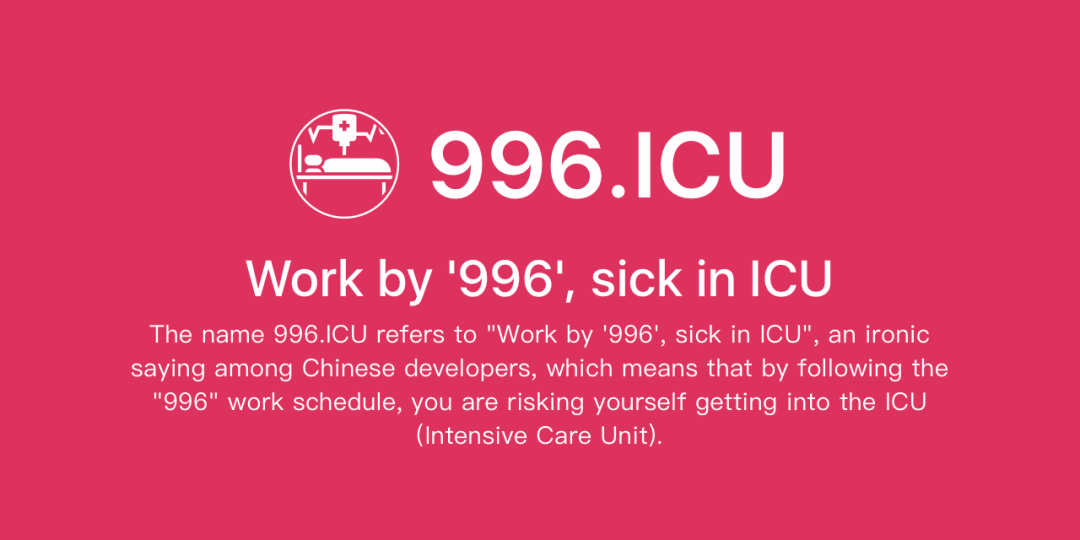 996.ICU
Work by '996', sick in ICU
The name 996.ICU refers to "Work by '996', sick in ICU", an ironic
saying among Chinese developers, which means that by following the
"996" work schedule, you are risking yourself getting into the ICU
(Intensive Care Unit).